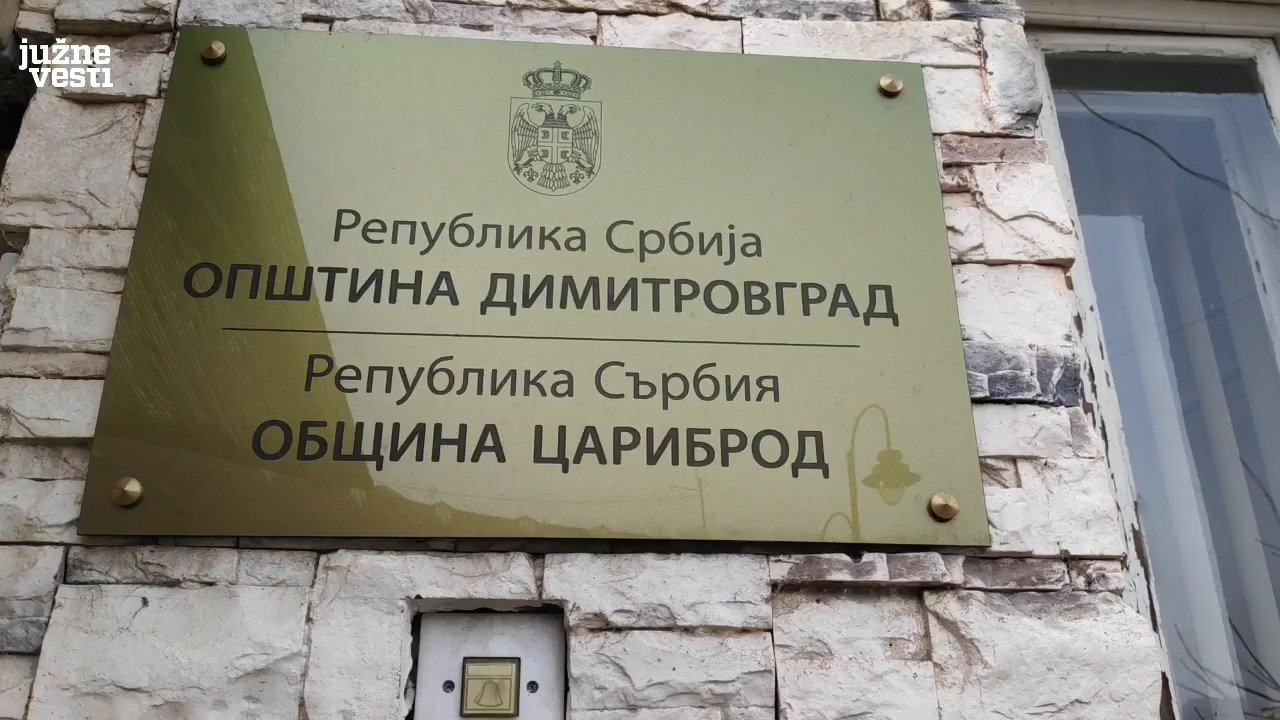 južne
vesti
Република Србија
ОПШТИНА ДИМИТРОВГРАД
Република Сърбия
ОБЩИНА ЦАРИБРОД